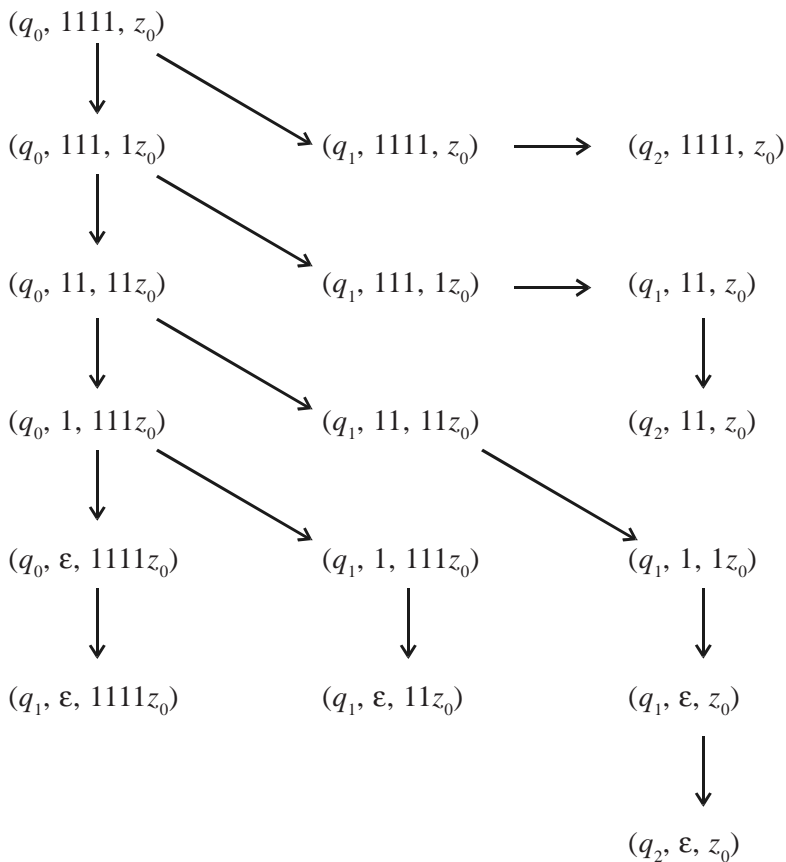 (q₀, 1111, z₀)
(q₀, 111, 1z₀) (q₁, 1111, z₀) (q₂, 1111, z₀)
(q₀, 11, 11z₀) (q₁, 111, 1z₀) (q₁, 11, z₀)
(q₀, 1, 111z₀) (q₁, 11, 11z₀) (q₂, 11, z₀)
(q₀, ε, 1111z₀) (q₁, 1, 111z₀) (q₁, 1, 1z₀)
(q₁, ε, 1111z₀) (q₁, ε, 11z₀) (q₁, ε, z₀)
(q₂, ε, z₀)